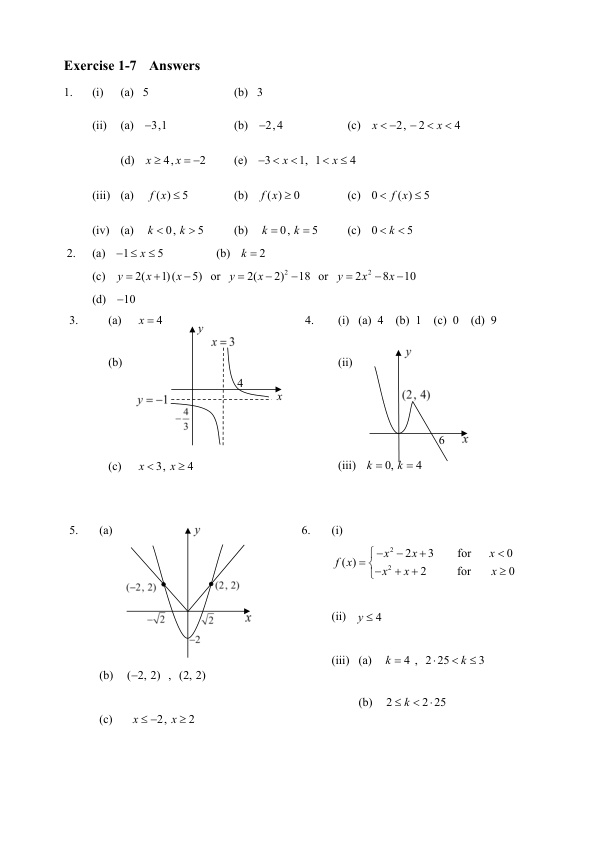 Exercise 1-7 Answers
1. (i) (a) 5 (b) 3
(ii) (a) −3,1 (b) −2,4 (c) x < −2, −2 < x < 4
(d) x ≥ 4, x = −2 (e) −3 < x < 1, 1 < x ≤ 4
(iii) (a) f(x) ≤ 5 (b) f(x) ≥ 0 (c) 0 < f(x) ≤ 5
(iv) (a) k < 0, k > 5 (b) k = 0, k = 5 (c) 0 < k < 5
2. (a) −1 ≤ x ≤ 5 (b) k = 2
(c) y = 2(x+1)(x−5) or y = 2(x−2)² −18 or y = 2x² −8x −10
(d) −10
3. (a) x = 4
y
x = 3
(b)
4
x
y = −1
−4/3
(c) x < 3, x ≥ 4
4. (i) (a) 4 (b) 1 (c) 0 (d) 9
y
(ii)
(2, 4)
6
x
(iii) k = 0, k = 4
5. (a)
y
(−2, 2) (2, 2)
−√2 √2 x
−2
(b) (−2, 2) , (2, 2)
(c) x ≤ −2, x ≥ 2
6. (i)
f(x) = { −x² − 2x + 3 for x < 0
−x² + x + 2 for x ≥ 0
(ii) y ≤ 4
(iii) (a) k = 4 , 2·25 < k ≤ 3
(b) 2 ≤ k < 2·25